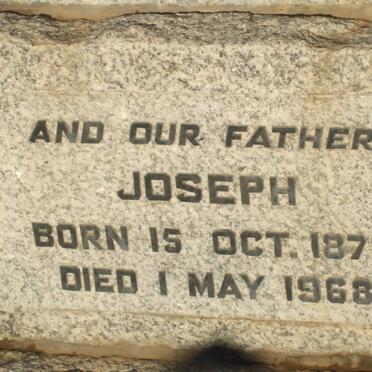 AND OUR FATHER
JOSEPH
BORN 15 OCT. 187
DIED 1 MAY 1968